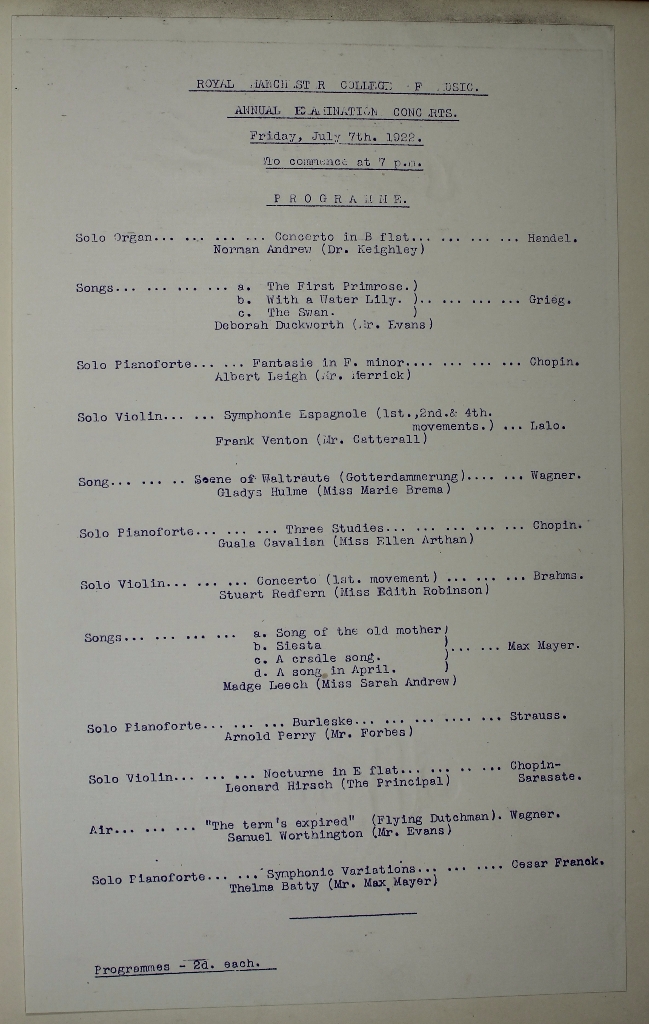 ROYAL MANCHESTER COLLEGE OF MUSIC.
ANNUAL EXAMINATION CONCERTS.
Friday, July 7th. 1922.
To commence at 7 p.m.
PROGRAMME.
Solo Organ... ... ... ... Concerto in B flat... ... ... ... Handel.
Norman Andrew (Dr. Keighley)
Songs... ... ... ... a. The First Primrose.)
b. With a Water Lily. ).. ... ... ... Grieg.
c. The Swan. )
Deborah Duckworth (Mr. Evans)
Solo Pianoforte... ... Fantasie in F. minor.... ... ... ... Chopin.
Albert Leigh (Mr. Merrick)
Solo Violin... ... Symphonie Espagnole (1st.,2nd.& 4th.
movements.) ... Lalo.
Frank Venton (Mr. Catterall)
Song... ... .. Scene of Waltraute (Gotterdammerung).... ... Wagner.
Gladys Hulme (Miss Marie Brema)
Solo Pianoforte... ... ... Three Studies... ... ... ... ... Chopin.
Guala Cavalian (Miss Ellen Arthan)
Solo Violin... ... ... Concerto (1st. movement) ... ... ... Brahms.
Stuart Redfern (Miss Edith Robinson)
Songs... ... ... ... a. Song of the old mother)
b. Siesta )
c. A cradle song. ).... ... Max Mayer.
d. A song in April. )
Madge Leech (Miss Sarah Andrew)
Solo Pianoforte... ... ... Burleske... ... ... .... ... Strauss.
Arnold Perry (Mr. Forbes)
Solo Violin... ... ... Nocturne in E flat... ... .. ... Chopin-
Sarasate.
Leonard Hirsch (The Principal)
Air... ... ... "The term's expired" (Flying Dutchman). Wagner.
Samuel Worthington (Mr. Evans)
Solo Pianoforte... ... Symphonic Variations... ... .... Cesar Franck.
Thelma Batty (Mr. Max Mayer)
Programmes - 2d. each.